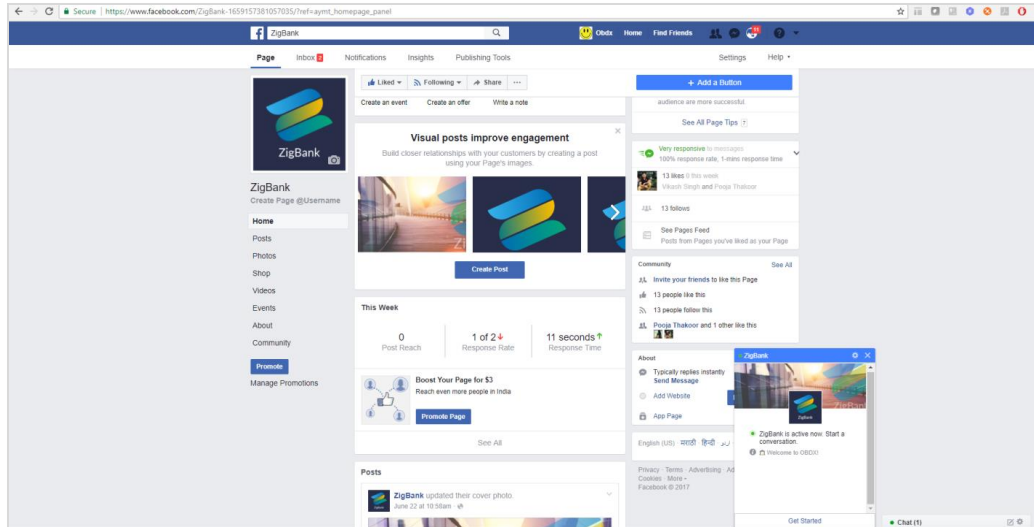 Secure | https://www.facebook.com/ZigBank-1659157381057035/?ref=aymt_homepage_panel
ZigBank
Obdx Home Find Friends
Page Inbox 2 Notifications Insights Publishing Tools Settings Help
Liked Following Share ...
+ Add a Button
Create an event Create an offer Write a note
audience are more successful.
See All Page Tips ?
ZigBank
ZigBank
Create Page @Username
Home
Posts
Photos
Shop
Videos
Events
About
Community
Promote
Manage Promotions
Visual posts improve engagement
Build closer relationships with your customers by creating a post
using your Page's images.
Create Post
This Week
0
Post Reach
1 of 2
Response Rate
11 seconds
Response Time
Boost Your Page for $3
Reach even more people in India
Promote Page
See All
Posts
ZigBank updated their cover photo.
June 22 at 10:58am
Very responsive to messages
100% response rate, 1-mins response time
13 likes 0 this week
Vikash Singh and Pooja Thakoor
13 follows
See Pages Feed
Posts from Pages you've liked as your Page
Community See All
Invite your friends to like this Page
13 people like this
13 people follow this
Pooja Thakoor and 1 other like this
About
Typically replies instantly
Send Message
Add Website
App Page
English (US) · मराठी · हिन्दी · اردو
Privacy · Terms · Advertising · Ad
Cookies · More
Facebook © 2017
ZigBank
ZigBank
ZigBank is active now. Start a
conversation.
Welcome to OBDX!
Get Started
Chat (1)